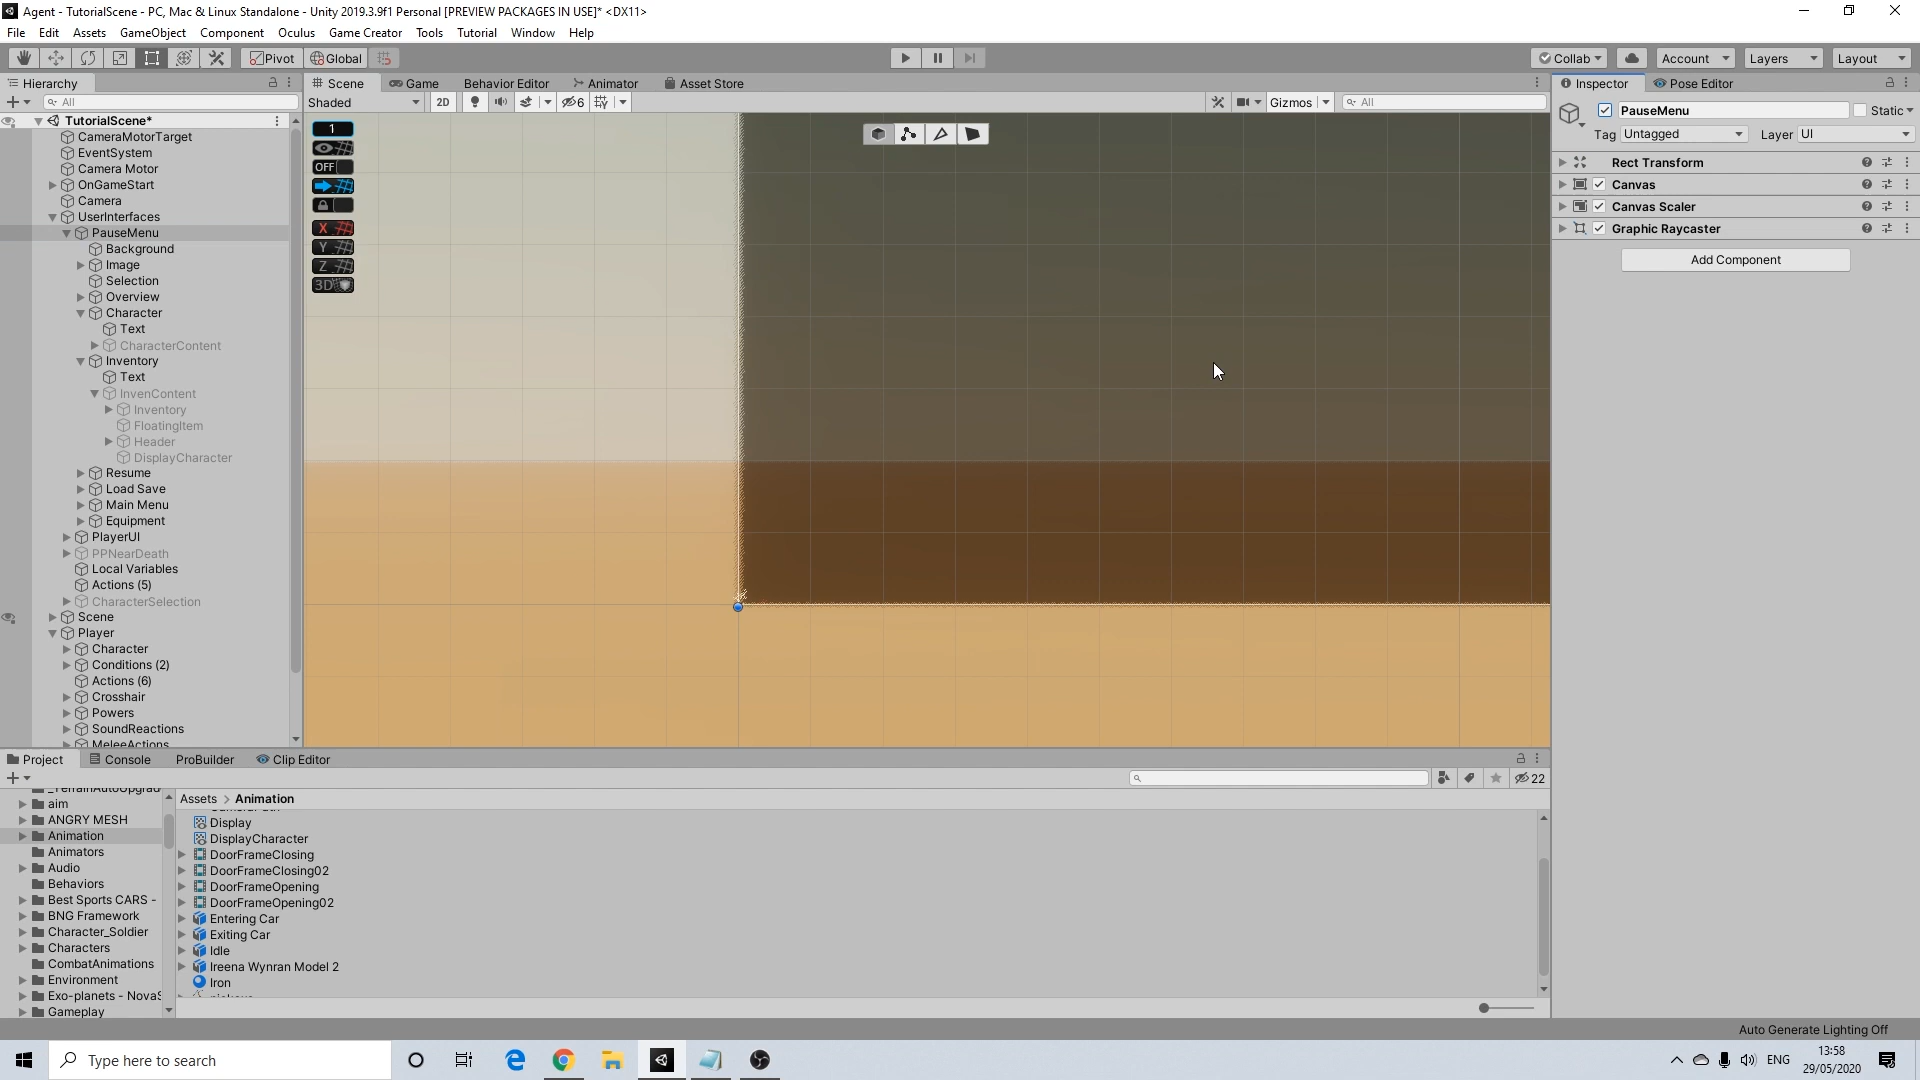 Agent - TutorialScene - PC, Mac & Linux Standalone - Unity 2019.3.9f1 Personal [PREVIEW PACKAGES IN USE]* <DX11>
File Edit Assets GameObject Component Oculus Game Creator Tools Tutorial Window Help
Pivot Global Collab Account Layers Layout
Hierarchy
All
TutorialScene*
CameraMotorTarget
EventSystem
Camera Motor
OnGameStart
Camera
UserInterfaces
PauseMenu
Background
Image
Selection
Overview
Character
Text
CharacterContent
Inventory
Text
InvenContent
Inventory
FloatingItem
Header
DisplayCharacter
Resume
Load Save
Main Menu
Equipment
PlayerUI
PPNearDeath
Local Variables
Actions (5)
CharacterSelection
Scene
Player
Character
Conditions (2)
Actions (6)
Crosshair
Powers
SoundReactions
MeleeActions
Scene Game Behavior Editor Animator Asset Store
Shaded 2D 6 Gizmos All
1
OFF
X
Y
Z
3D
Inspector Pose Editor
PauseMenu Static
Tag Untagged Layer UI
Rect Transform
Canvas
Canvas Scaler
Graphic Raycaster
Add Component
Project Console ProBuilder Clip Editor
22
_TerrainAutoUpgrad
aim
ANGRY MESH
Animation
Animators
Audio
Behaviors
Best Sports CARS -
BNG Framework
Character_Soldier
Characters
CombatAnimations
Environment
Exo-planets - NovaS
Gameplay
Assets > Animation
Display
DisplayCharacter
DoorFrameClosing
DoorFrameClosing02
DoorFrameOpening
DoorFrameOpening02
Entering Car
Exiting Car
Idle
Ireena Wynran Model 2
Iron
Auto Generate Lighting Off
Type here to search
ENG
13:58
29/05/2020